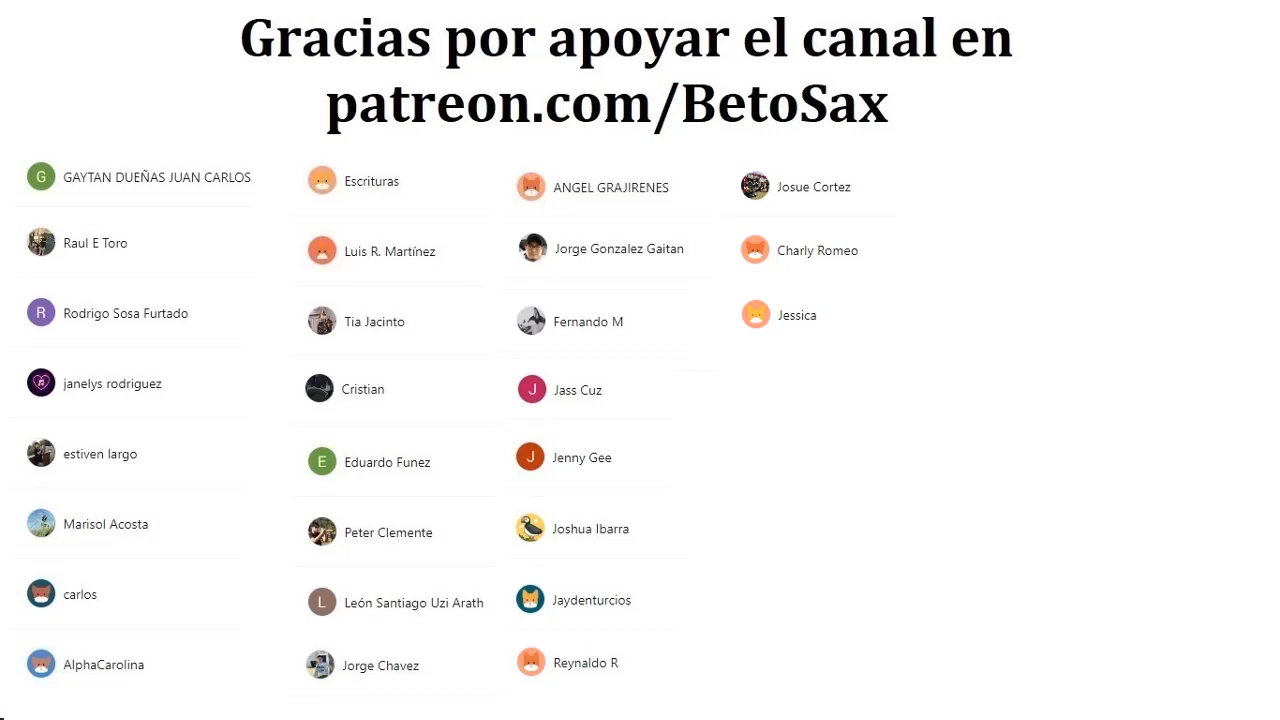 Gracias por apoyar el canal en
patreon.com/BetoSax
G GAYTAN DUEÑAS JUAN CARLOS
Raul E Toro
R Rodrigo Sosa Furtado
janelys rodriguez
estiven largo
Marisol Acosta
carlos
AlphaCarolina
Escrituras
Luis R. Martínez
Tia Jacinto
Cristian
E Eduardo Funez
Peter Clemente
L León Santiago Uzi Arath
Jorge Chavez
ANGEL GRAJIRENES
Jorge Gonzalez Gaitan
Fernando M
J Jass Cuz
J Jenny Gee
Joshua Ibarra
Jaydenturcios
Reynaldo R
Josue Cortez
Charly Romeo
Jessica